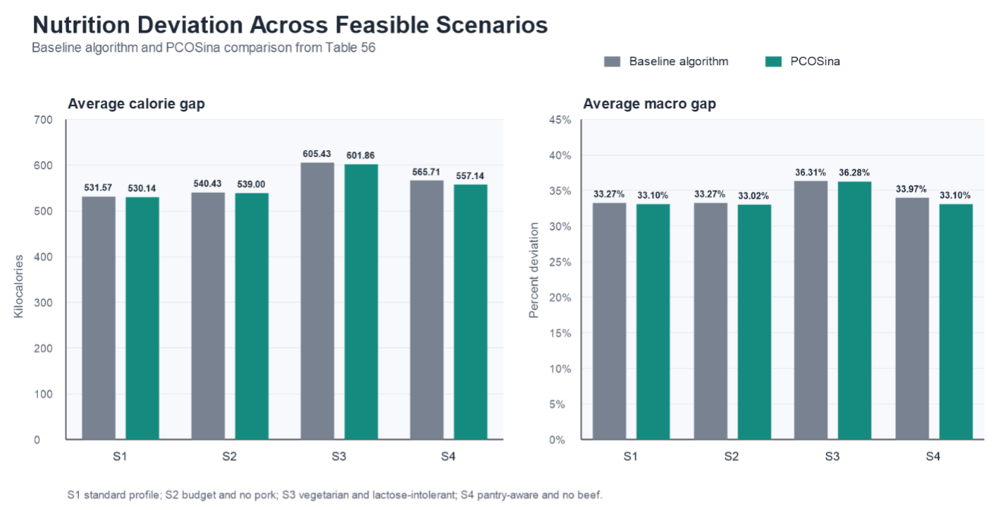 Nutrition Deviation Across Feasible Scenarios
Baseline algorithm and PCOSina comparison from Table 56
Baseline algorithm
PCOSina
Average calorie gap
Kilocalories
700
600
500
400
300
200
100
0
531.57
530.14
540.43
539.00
605.43
601.86
565.71
557.14
S1
S2
S3
S4
Average macro gap
Percent deviation
45%
40%
35%
30%
25%
20%
15%
10%
5%
0%
33.27%
33.10%
33.27%
33.02%
36.31%
36.28%
33.97%
33.10%
S1
S2
S3
S4
S1 standard profile; S2 budget and no pork; S3 vegetarian and lactose-intolerant; S4 pantry-aware and no beef.